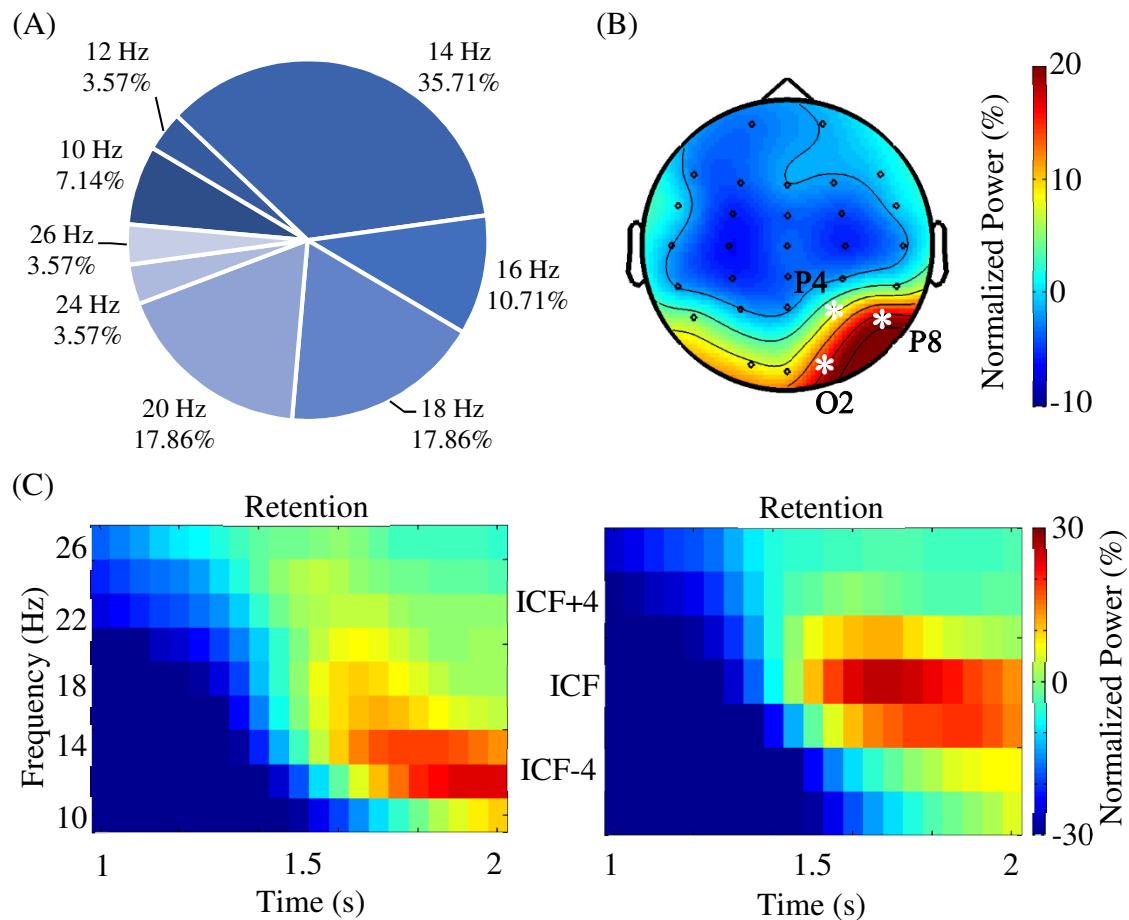 (A)
12 Hz
3.57%
14 Hz
35.71%
10 Hz
7.14%
26 Hz
3.57%
24 Hz
3.57%
16 Hz
10.71%
20 Hz
17.86%
18 Hz
17.86%
(B)
P4
P8
O2
20
10
0
-10
Normalized Power (%)
(C)
Retention
26
22
18
14
10
Frequency (Hz)
1
1.5
2
Time (s)
Retention
ICF+4
ICF
ICF-4
1
1.5
2
Time (s)
30
0
-30
Normalized Power (%)